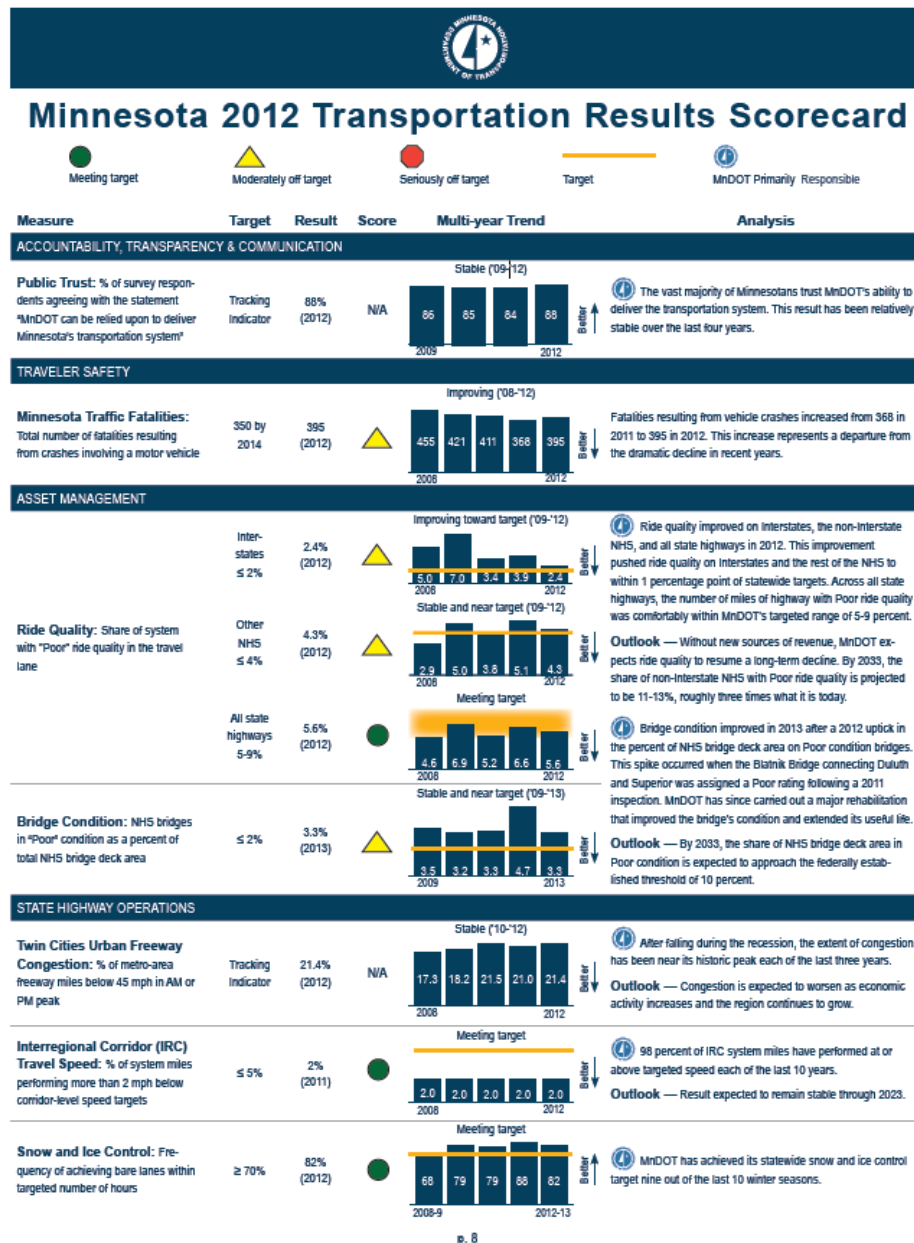 DEPARTMENT OF TRANSPORTATION MINNESOTA
Minnesota 2012 Transportation Results Scorecard
Meeting target
Moderately off target
Seriously off target
Target
MnDOT Primarily Responsible
Measure Target Result Score Multi-year Trend Analysis
ACCOUNTABILITY, TRANSPARENCY & COMMUNICATION
Public Trust: % of survey respon-
dents agreeing with the statement
"MnDOT can be relied upon to deliver
Minnesota's transportation system"
Tracking
Indicator
88%
(2012)
N/A
Stable ('09-'12)
86 85 84 88
2009 2012
Better
The vast majority of Minnesotans trust MnDOT's ability to
deliver the transportation system. This result has been relatively
stable over the last four years.
TRAVELER SAFETY
Minnesota Traffic Fatalities:
Total number of fatalities resulting
from crashes involving a motor vehicle
350 by
2014
395
(2012)
Improving ('08-'12)
455 421 411 368 395
2008 2012
Better
Fatalities resulting from vehicle crashes increased from 368 in
2011 to 395 in 2012. This increase represents a departure from
the dramatic decline in recent years.
ASSET MANAGEMENT
Ride Quality: Share of system
with "Poor" ride quality in the travel
lane
Inter-
states
≤ 2%
2.4%
(2012)
Improving toward target ('09-'12)
5.0 7.0 3.4 3.9 2.4
2008 2012
Better
Other
NHS
≤ 4%
4.3%
(2012)
Stable and near target ('09-'12)
2.9 5.0 3.8 5.1 4.3
2008 2012
Better
All state
highways
5-9%
5.6%
(2012)
Meeting target
4.6 6.9 5.2 6.6 5.6
2008 2012
Better
Ride quality improved on Interstates, the non-Interstate
NHS, and all state highways in 2012. This improvement
pushed ride quality on Interstates and the rest of the NHS to
within 1 percentage point of statewide targets. Across all state
highways, the number of miles of highway with Poor ride quality
was comfortably within MnDOT's targeted range of 5-9 percent.
Outlook — Without new sources of revenue, MnDOT ex-
pects ride quality to resume a long-term decline. By 2033, the
share of non-Interstate NHS with Poor ride quality is projected
to be 11-13%, roughly three times what it is today.
Bridge Condition: NHS bridges
in "Poor" condition as a percent of
total NHS bridge deck area
≤ 2%
3.3%
(2013)
Stable and near target ('09-'13)
3.5 3.2 3.3 4.7 3.3
2009 2013
Better
Bridge condition improved in 2013 after a 2012 uptick in
the percent of NHS bridge deck area on Poor condition bridges.
This spike occurred when the Blatnik Bridge connecting Duluth
and Superior was assigned a Poor rating following a 2011
inspection. MnDOT has since carried out a major rehabilitation
that improved the bridge's condition and extended its useful life.
Outlook — By 2033, the share of NHS bridge deck area in
Poor condition is expected to approach the federally estab-
lished threshold of 10 percent.
STATE HIGHWAY OPERATIONS
Twin Cities Urban Freeway
Congestion: % of metro-area
freeway miles below 45 mph in AM or
PM peak
Tracking
Indicator
21.4%
(2012)
N/A
Stable ('10-'12)
17.3 18.2 21.5 21.0 21.4
2008 2012
Better
After falling during the recession, the extent of congestion
has been near its historic peak each of the last three years.
Outlook — Congestion is expected to worsen as economic
activity increases and the region continues to grow.
Interregional Corridor (IRC)
Travel Speed: % of system miles
performing more than 2 mph below
corridor-level speed targets
≤ 5%
2%
(2011)
Meeting target
2.0 2.0 2.0 2.0 2.0
2008 2012
Better
98 percent of IRC system miles have performed at or
above targeted speed each of the last 10 years.
Outlook — Result expected to remain stable through 2023.
Snow and Ice Control: Fre-
quency of achieving bare lanes within
targeted number of hours
≥ 70%
82%
(2012)
Meeting target
68 79 79 88 82
2008-9 2012-13
Better
MnDOT has achieved its statewide snow and ice control
target nine out of the last 10 winter seasons.
p. 8